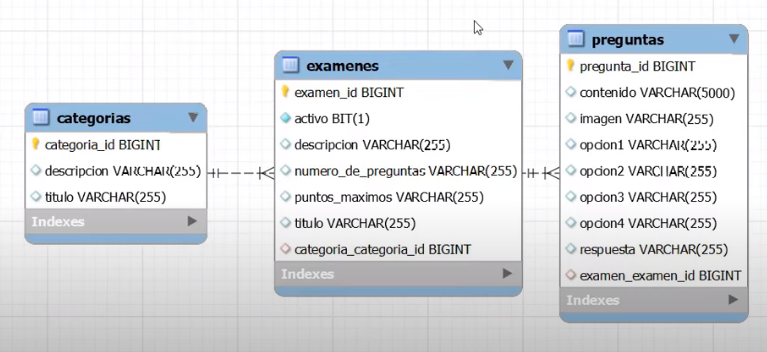 categorias
categoria_id BIGINT
descripcion VARCHAR(255)
titulo VARCHAR(255)
Indexes
examenes
examen_id BIGINT
activo BIT(1)
descripcion VARCHAR(255)
numero_de_preguntas VARCHAR(255)
puntos_maximos VARCHAR(255)
titulo VARCHAR(255)
categoria_categoria_id BIGINT
Indexes
preguntas
pregunta_id BIGINT
contenido VARCHAR(5000)
imagen VARCHAR(255)
opcion1 VARCHAR(255)
opcion2 VARCHAR(255)
opcion3 VARCHAR(255)
opcion4 VARCHAR(255)
respuesta VARCHAR(255)
examen_examen_id BIGINT
Indexes